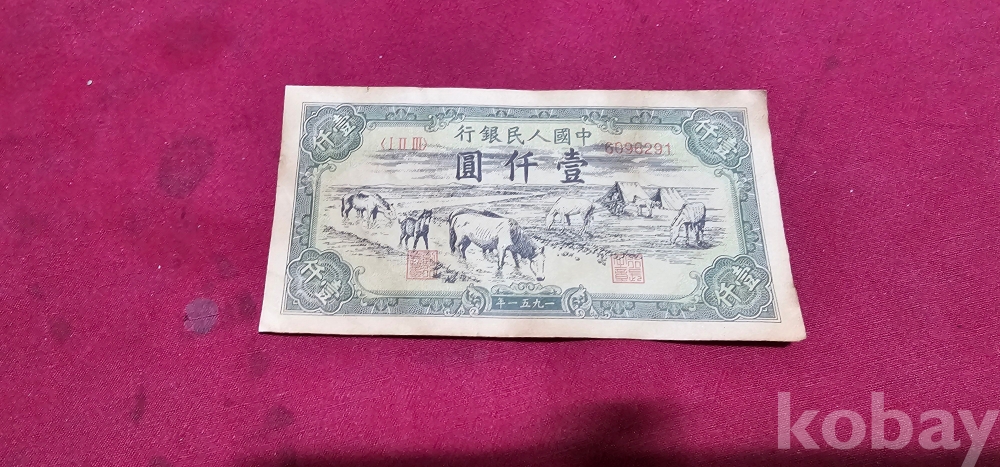 中國人民銀行
〈I II III〉 6090291
壹仟圓
壹仟
壹仟
壹仟
壹仟
一九五一年
kobay